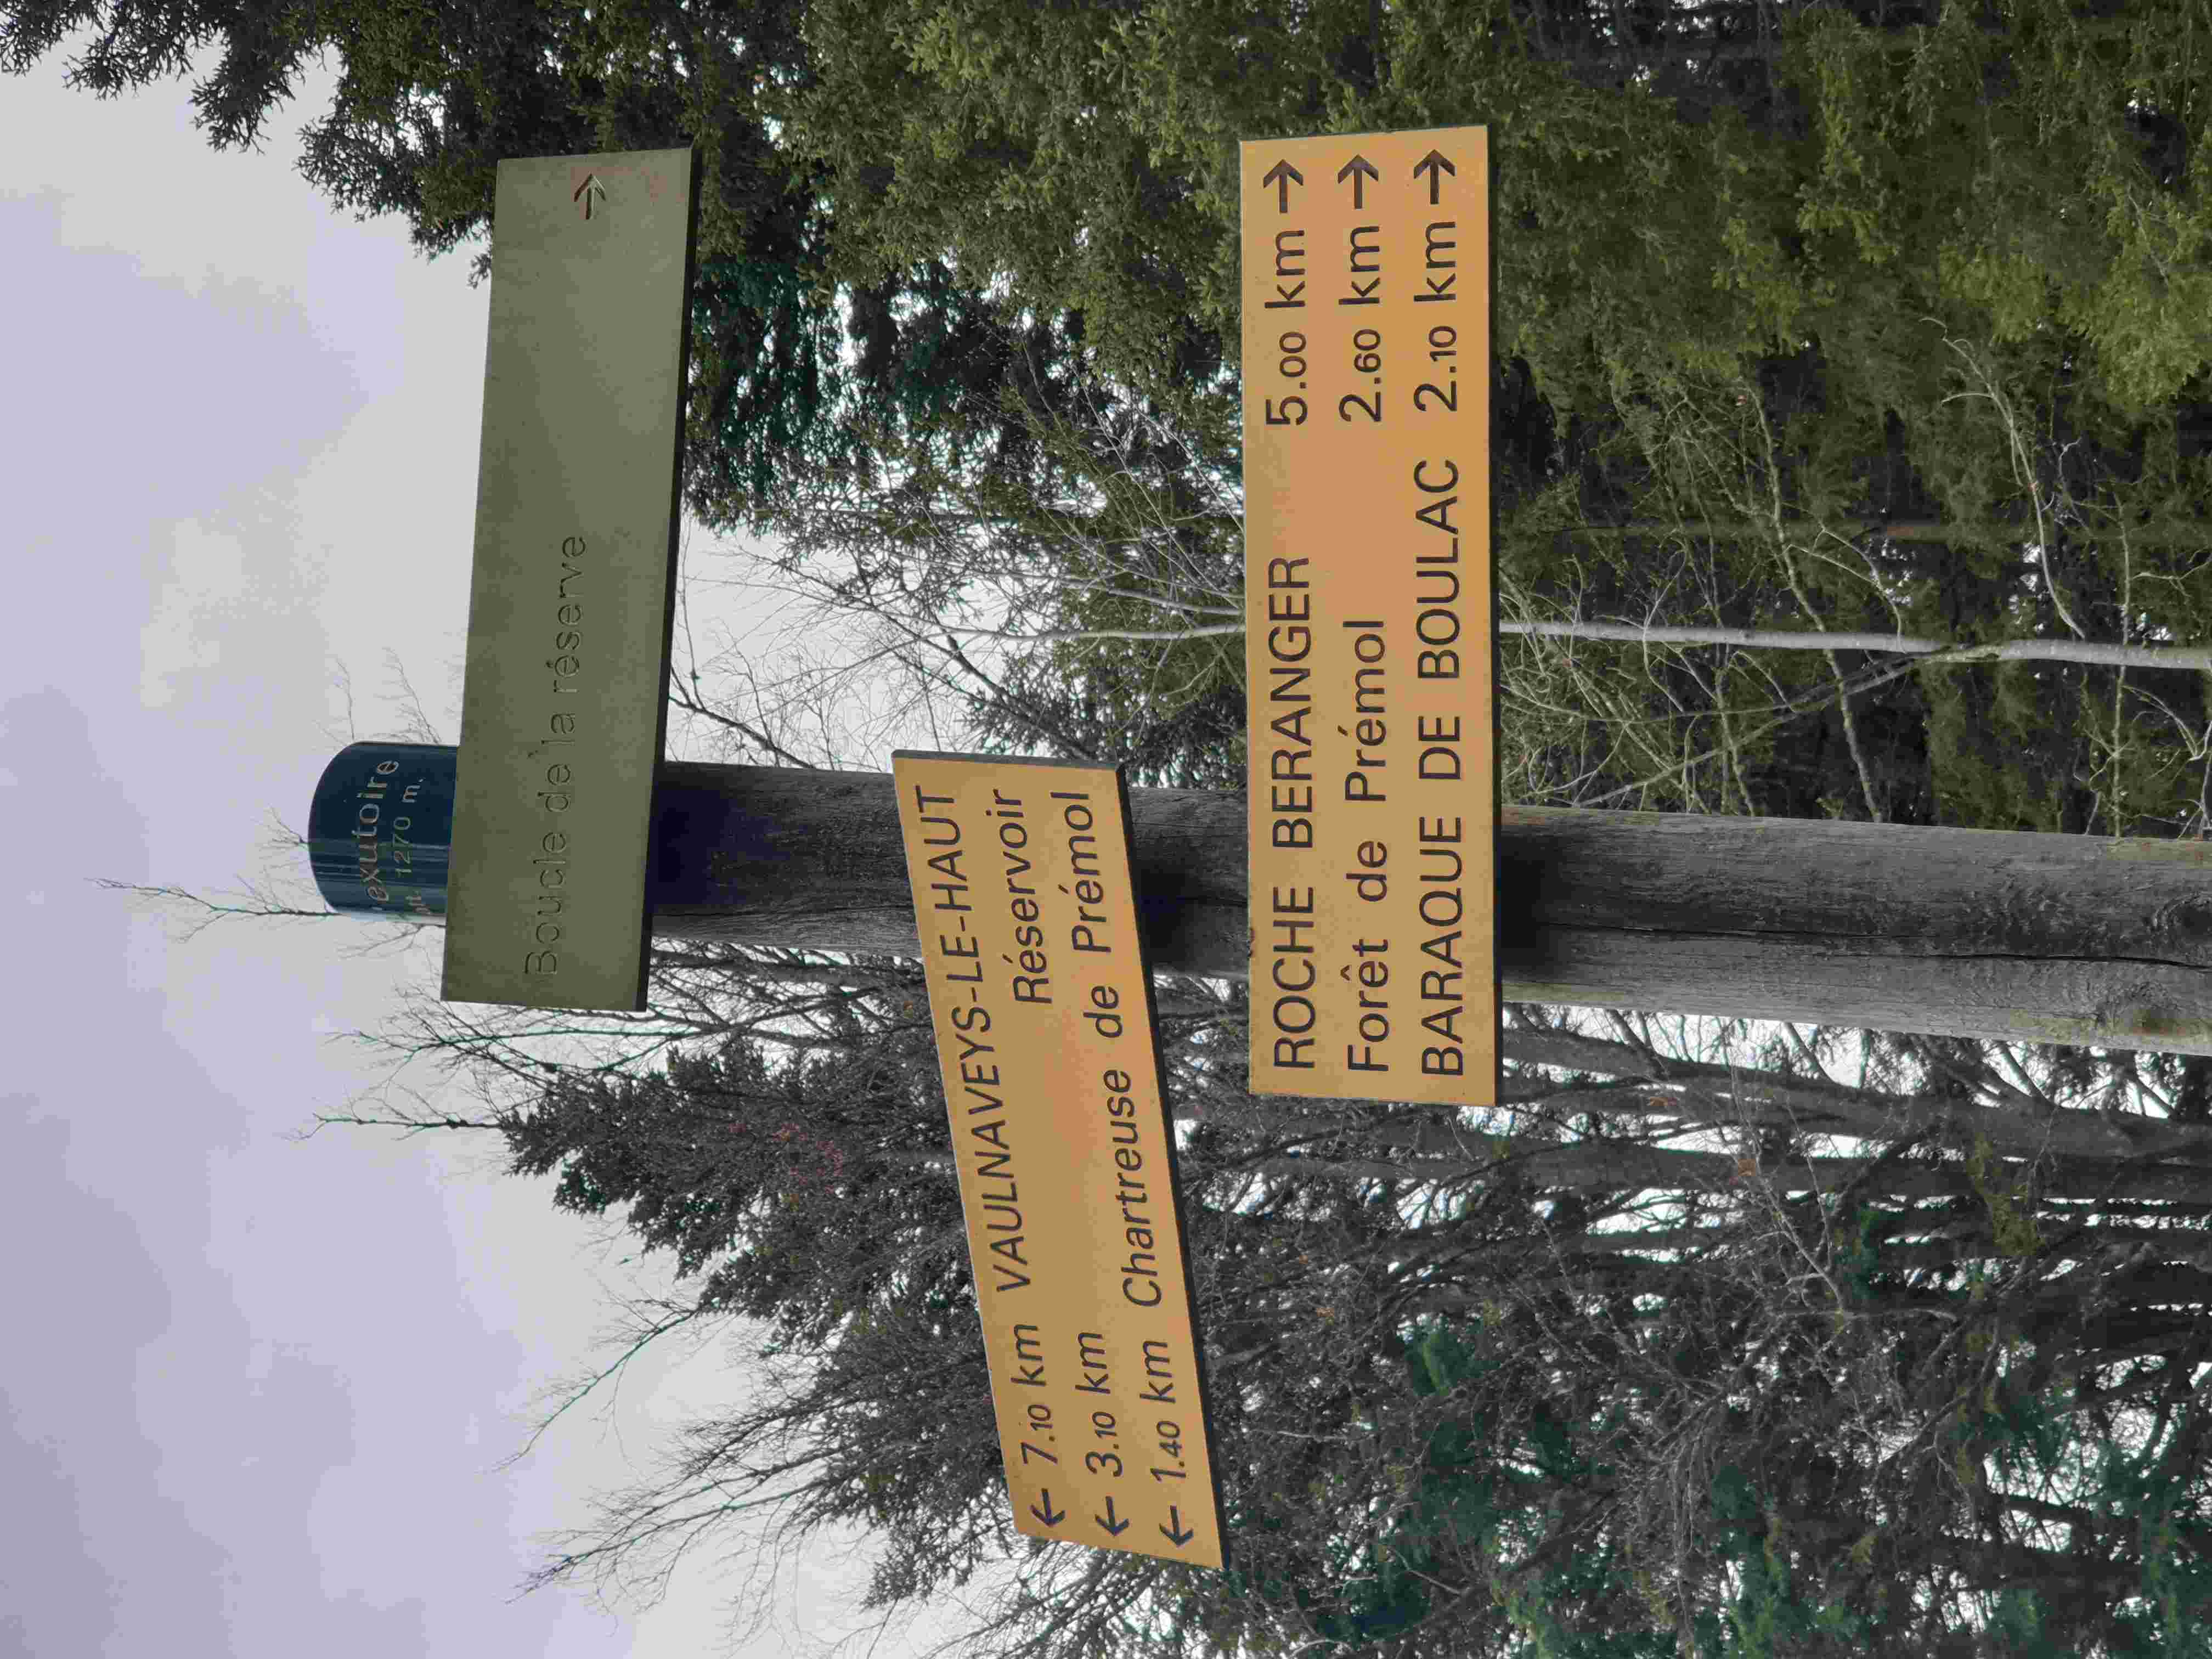 exutoire
alt. 1270 m.
Boucle de la réserve →
← 7.10 km VAULNAVEYS-LE-HAUT
← 3.10 km Réservoir
← 1.40 km Chartreuse de Prémol
ROCHE BERANGER 5.00 km →
Forêt de Prémol 2.60 km →
BARAQUE DE BOULAC 2.10 km →